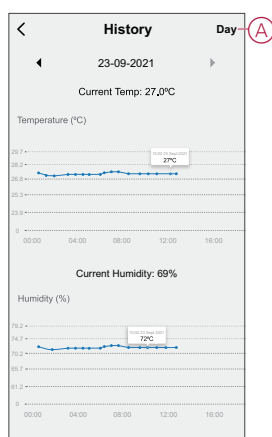 < History Day A
◀ 23-09-2021 ▶
Current Temp: 27.0ºC
Temperature (ºC)
29.7
28.2
27ºC
26.8
25.3
23.9
0
00:00 04:00 08:00 12:00 16:00
Current Humidity: 69%
Humidity (%)
79.2
74.7
72ºC
70.2
65.7
61.2
0
00:00 04:00 08:00 12:00 16:00